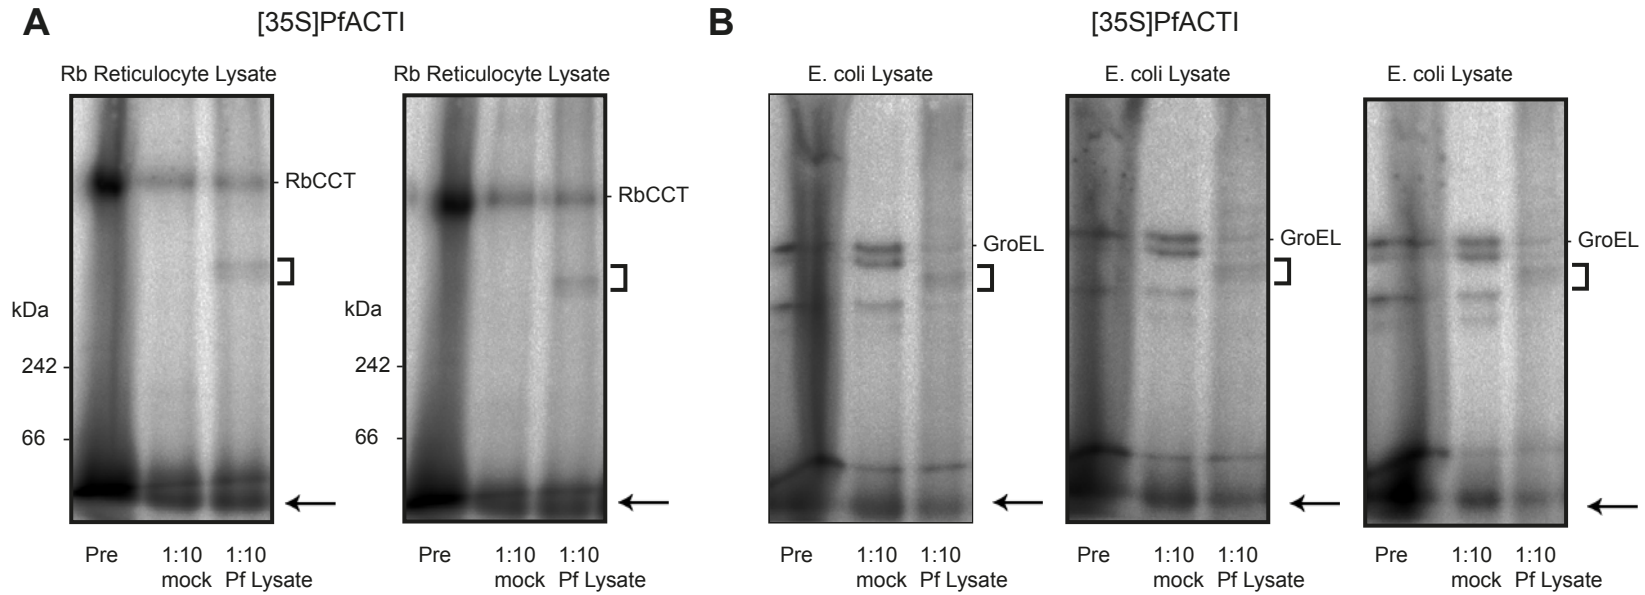 A
[35S]PfACTI
B
[35S]PfACTI
Rb Reticulocyte Lysate
Rb Reticulocyte Lysate
E. coli Lysate
E. coli Lysate
E. coli Lysate
RbCCT
RbCCT
GroEL
GroEL
GroEL
kDa
242
66
kDa
242
66
Pre
1:10
mock
1:10
Pf Lysate
Pre
1:10
mock
1:10
Pf Lysate
Pre
1:10
mock
1:10
Pf Lysate
Pre
1:10
mock
1:10
Pf Lysate
Pre
1:10
mock
1:10
Pf Lysate